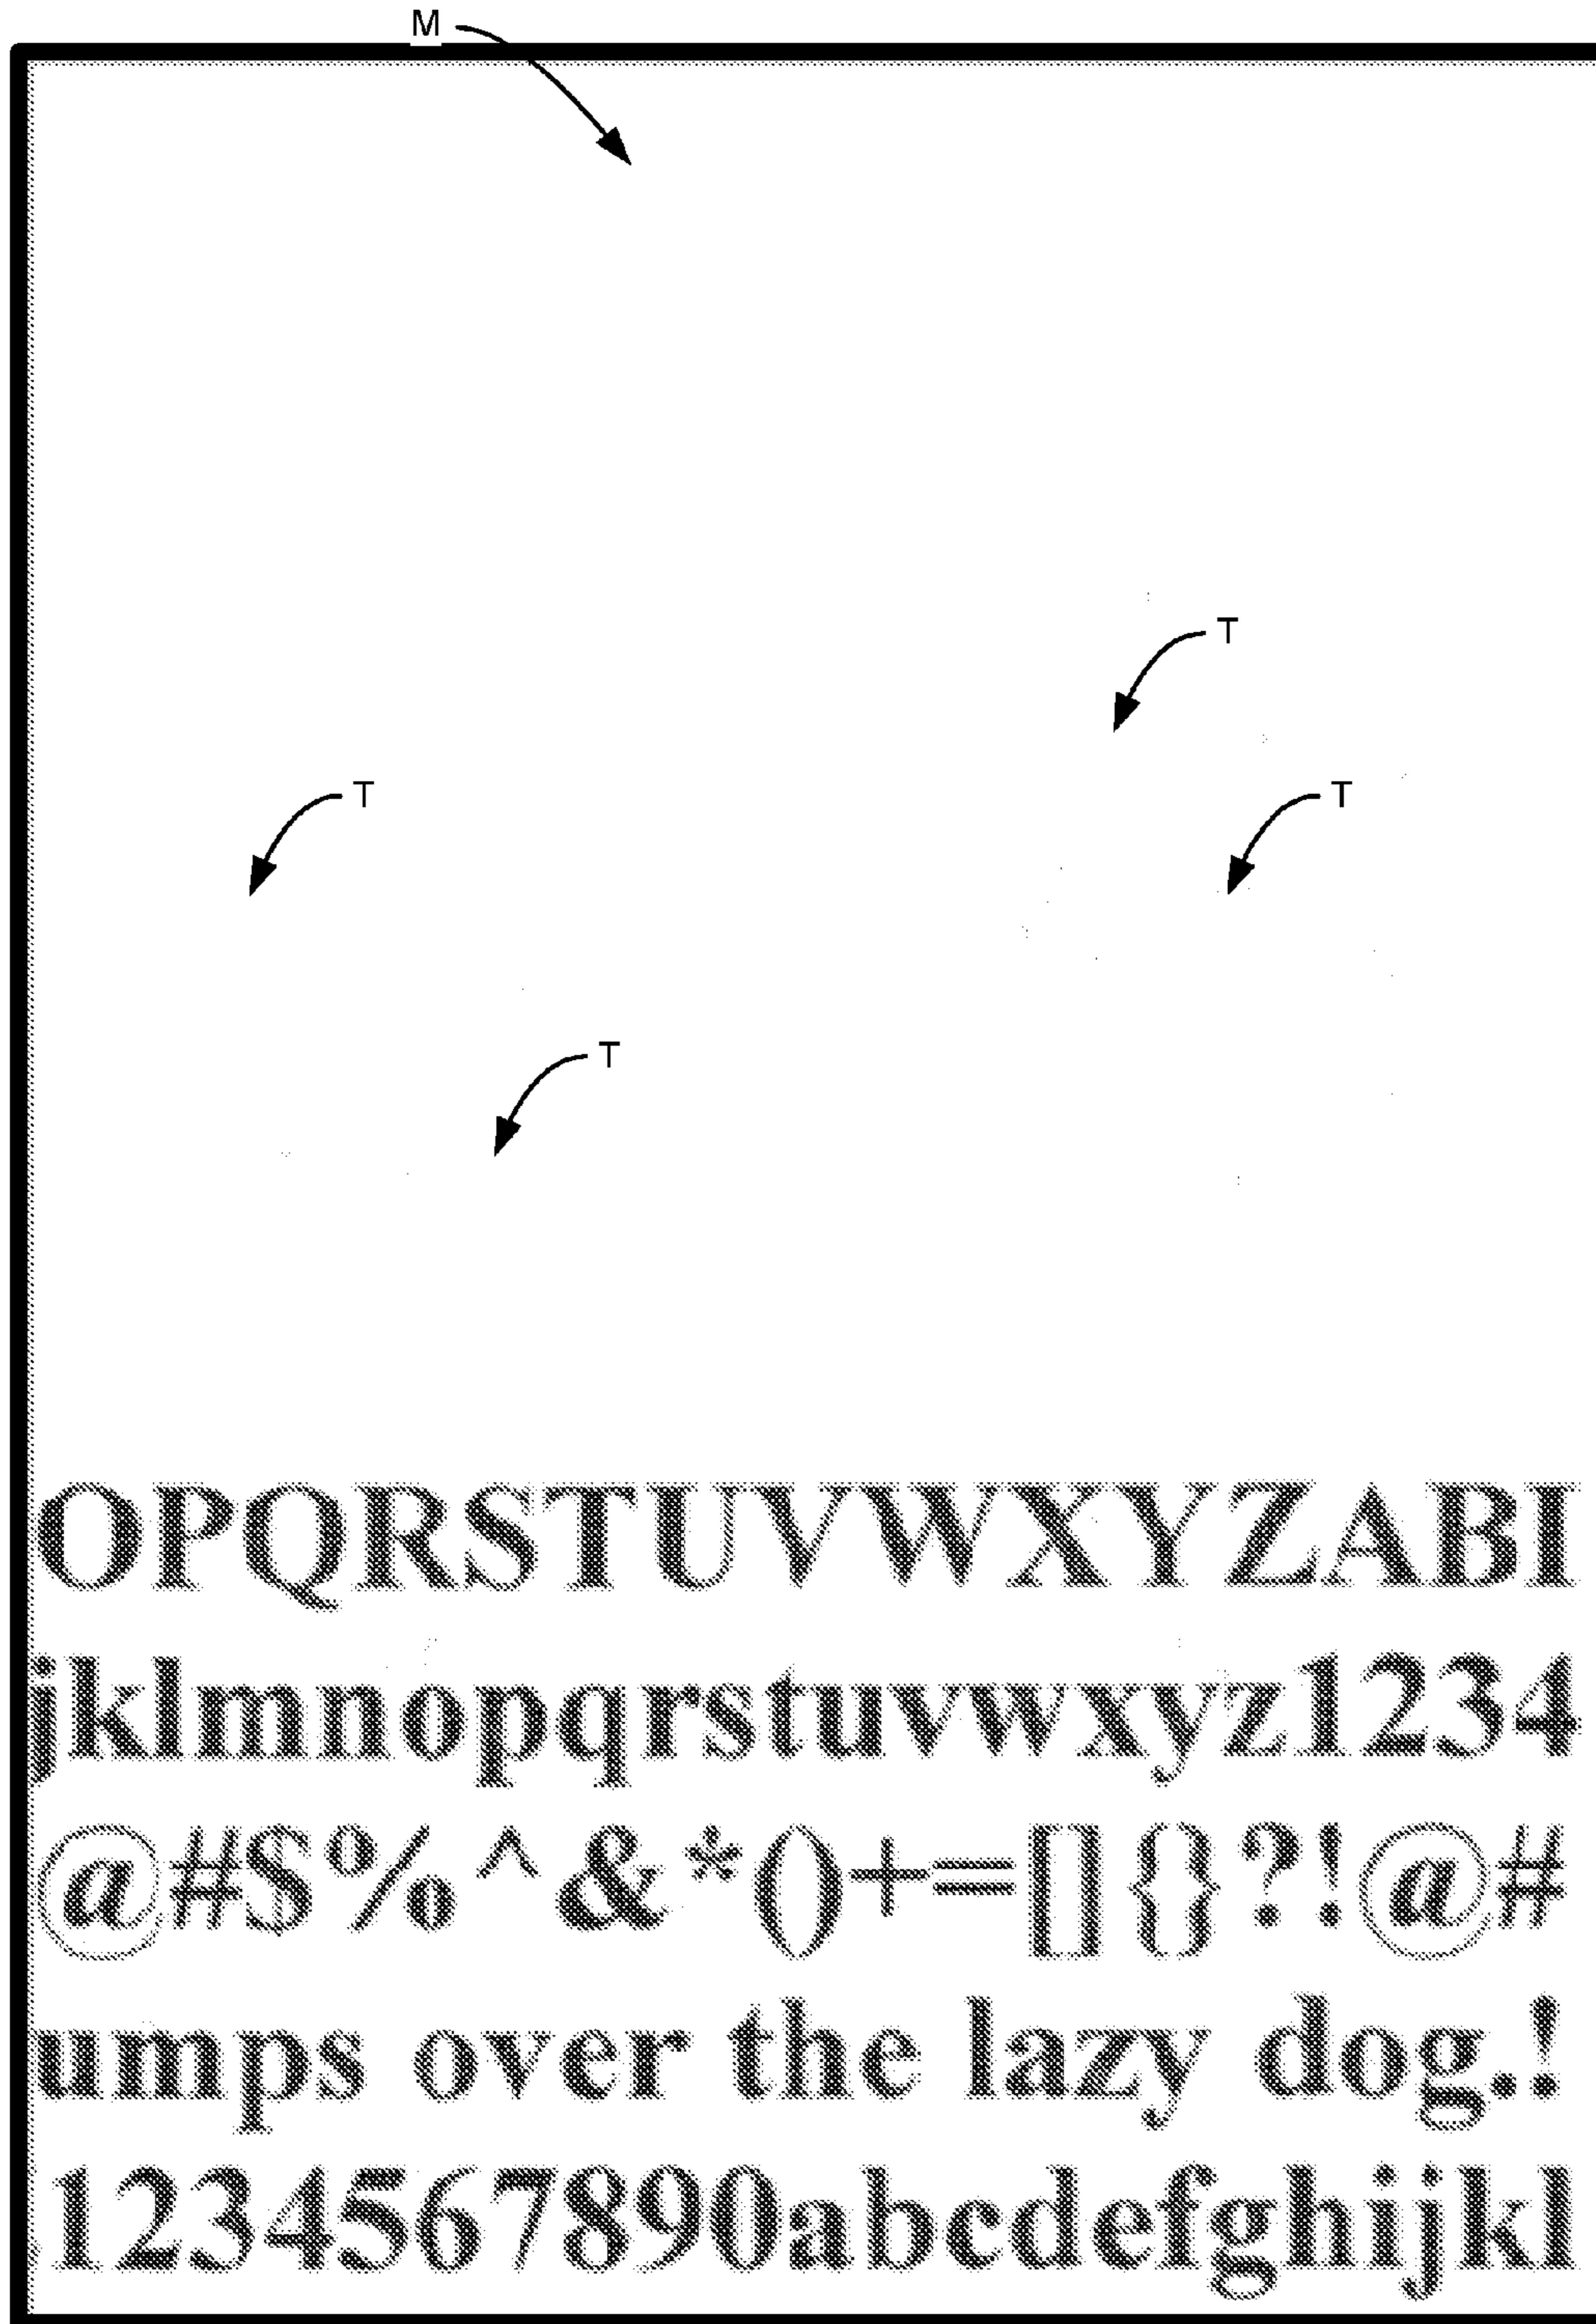 M
T
T
T
T
OPQRSTUVWXYZABI
jklmnopqrstuvwxyz1234
@#$%^&*()+=[]{}?!@#
umps over the lazy dog.!
1234567890abcdefghijkl